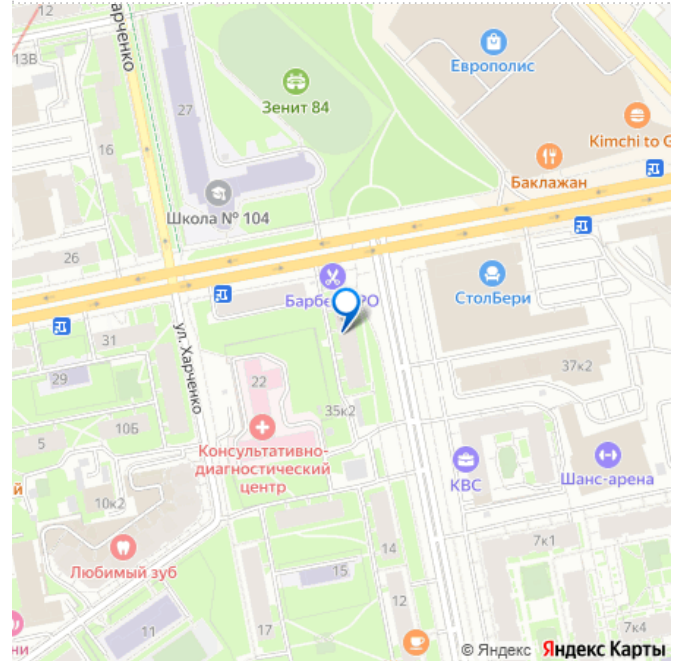 12
арченко
13В
Европолис
Зенит 84
27
Kimchi to G
16
Баклажан
Школа № 104
26
СтолБери
31
ул. Харченко
37к2
29
22
35к2
10Б
5
Консультативно-
диагностический
центр
КВС
Шанс-арена
й
10к2
7к1
14
Любимый зуб
15
12
11
17
7к4
ни
© Яндекс Яндекс Карты